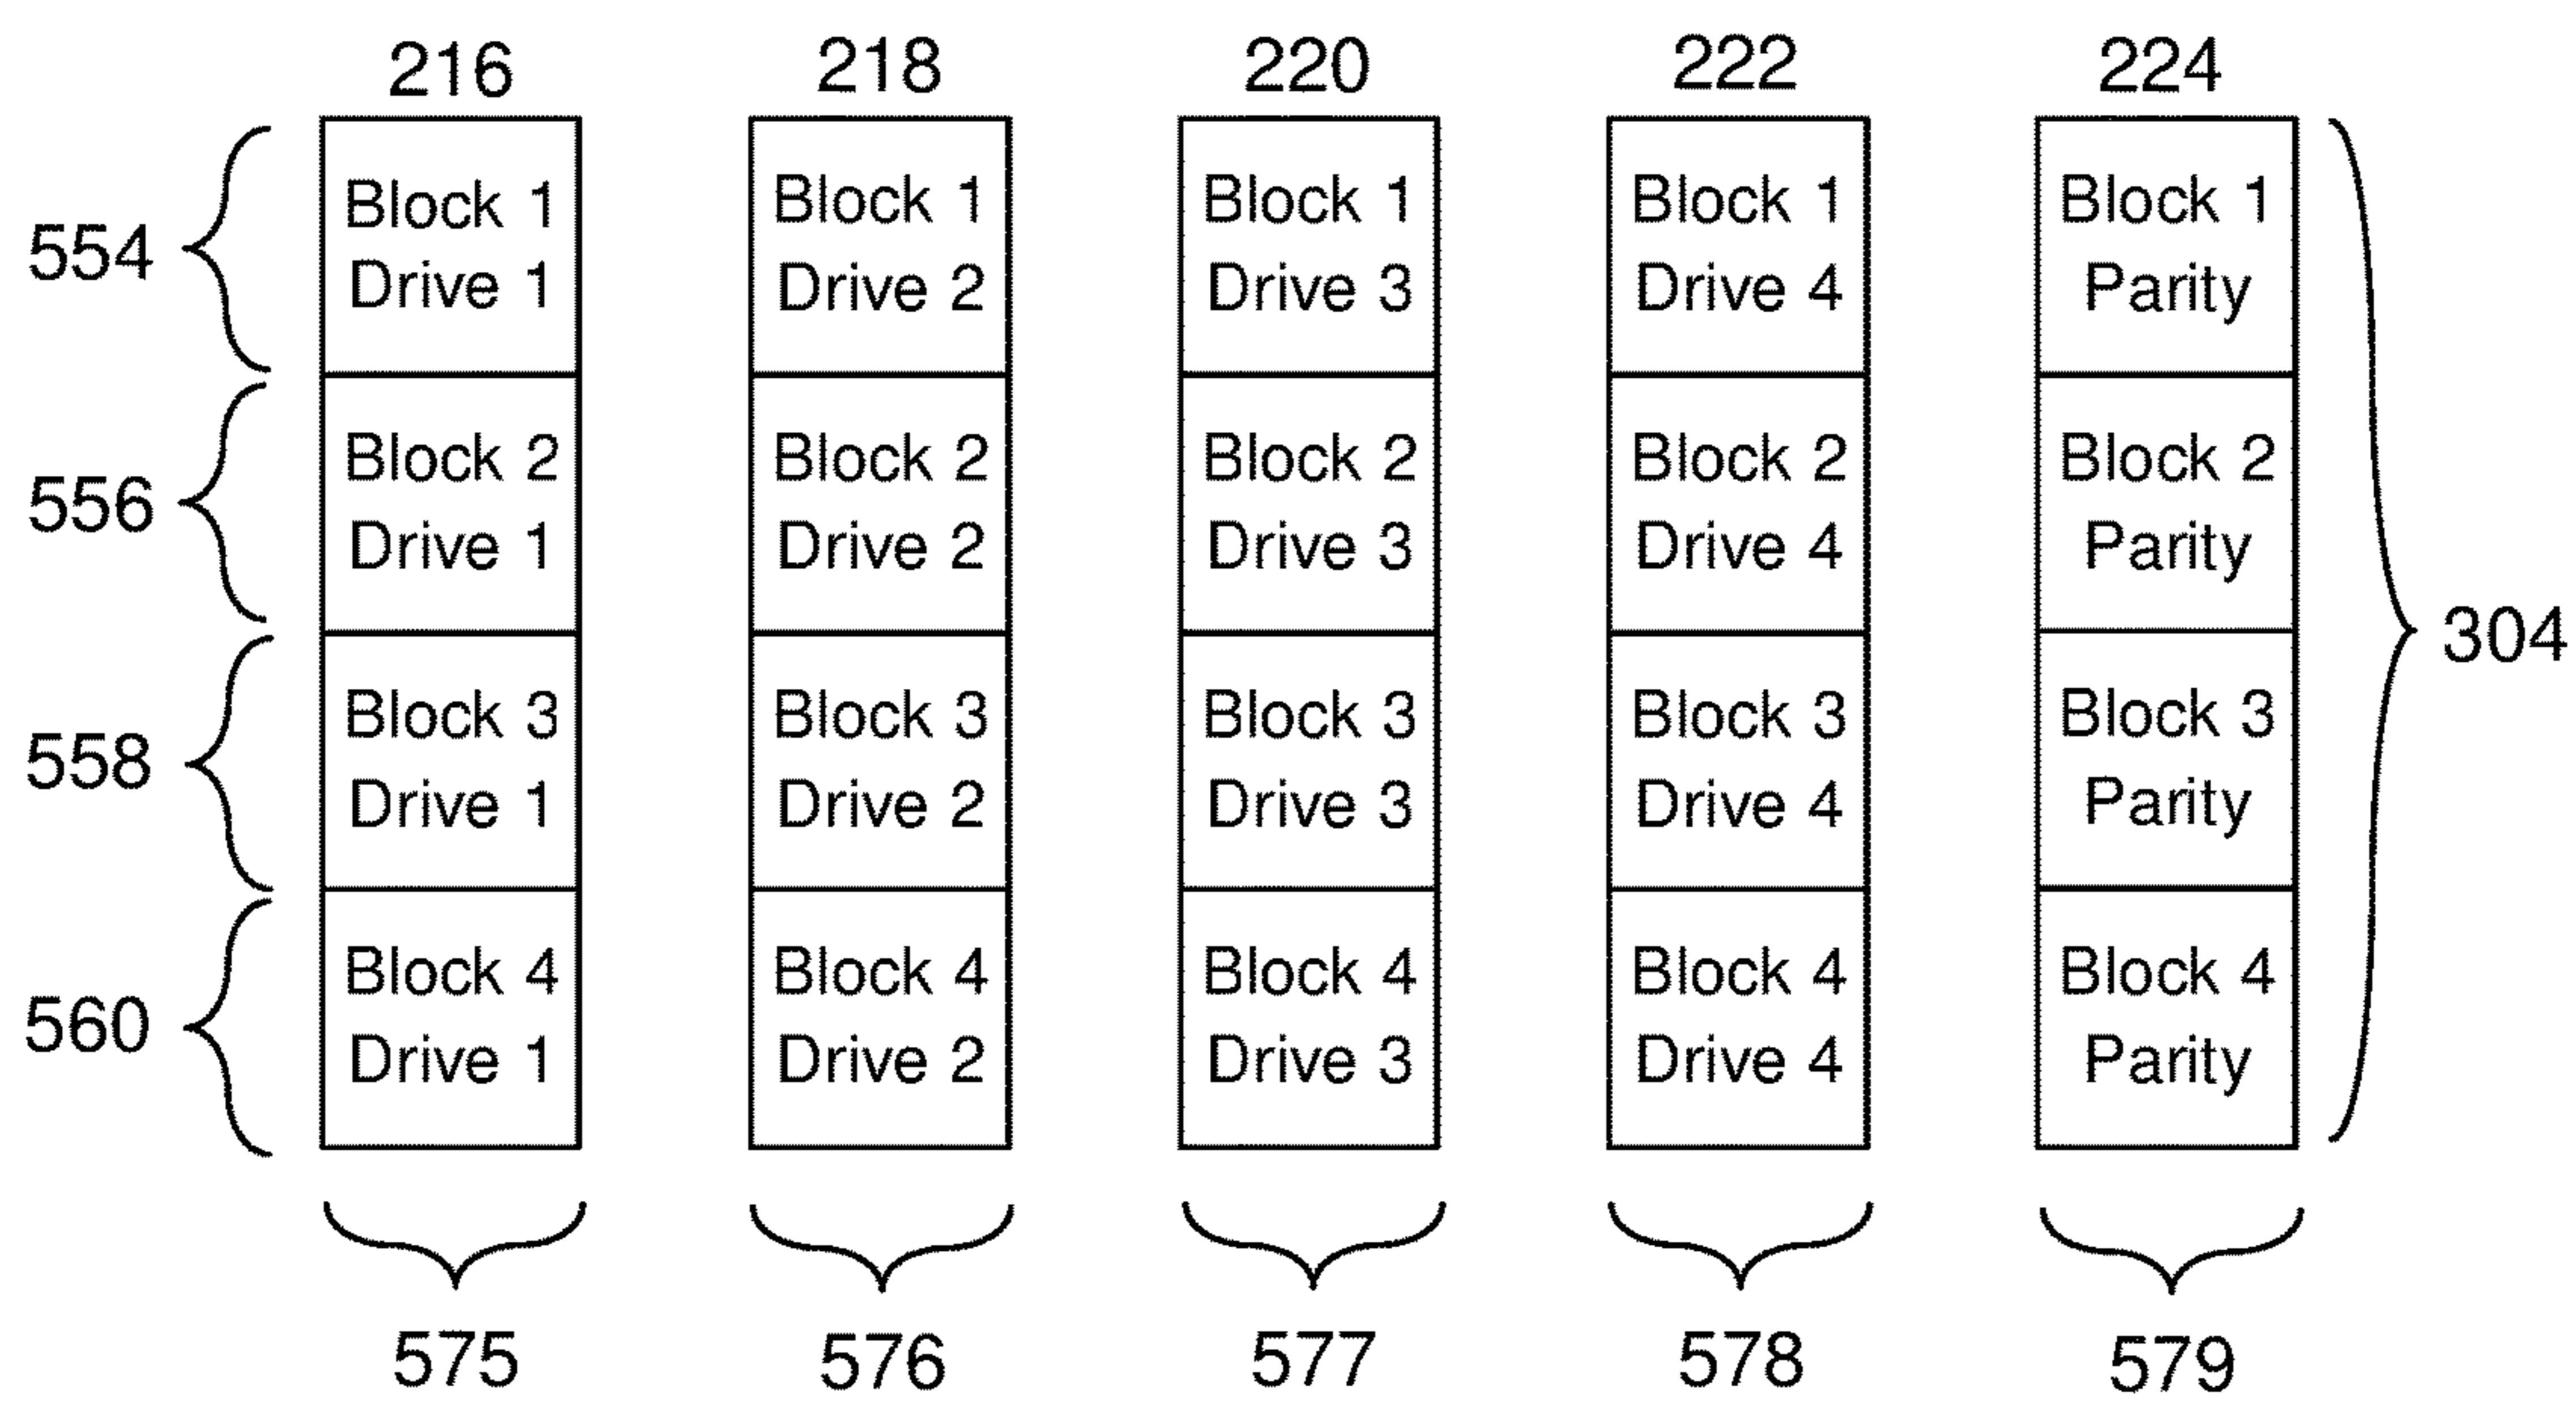 216 218 220 222 224
Block 1 Block 1 Block 1 Block 1 Block 1
554
Drive 1 Drive 2 Drive 3 Drive 4 Parity
Block 2 Block 2 Block 2 Block 2 Block 2
556
Drive 1 Drive 2 Drive 3 Drive 4 Parity
304
Block 3 Block 3 Block 3 Block 3 Block 3
558
Drive 1 Drive 2 Drive 3 Drive 4 Parity
Block 4 Block 4 Block 4 Block 4 Block 4
560
Drive 1 Drive 2 Drive 3 Drive 4 Parity
575 576 577 578 579